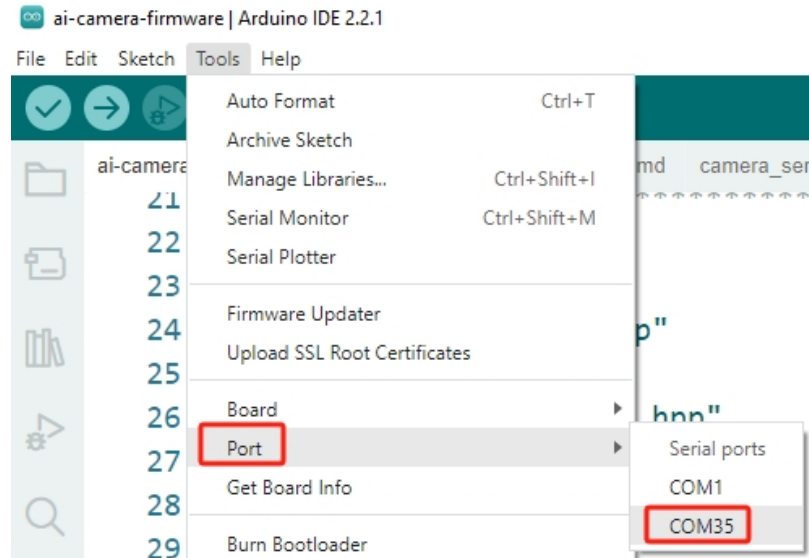 ai-camera-firmware | Arduino IDE 2.2.1
File Edit Sketch Tools Help
Auto Format Ctrl+T
Archive Sketch
Manage Libraries... Ctrl+Shift+I
Serial Monitor Ctrl+Shift+M
Serial Plotter
Firmware Updater
Upload SSL Root Certificates
Board
Port
Get Board Info
Burn Bootloader
Serial ports
COM1
COM35
ai-camera
md camera_ser
21
22
23
24 p"
25
26 hpp"
27
28
29